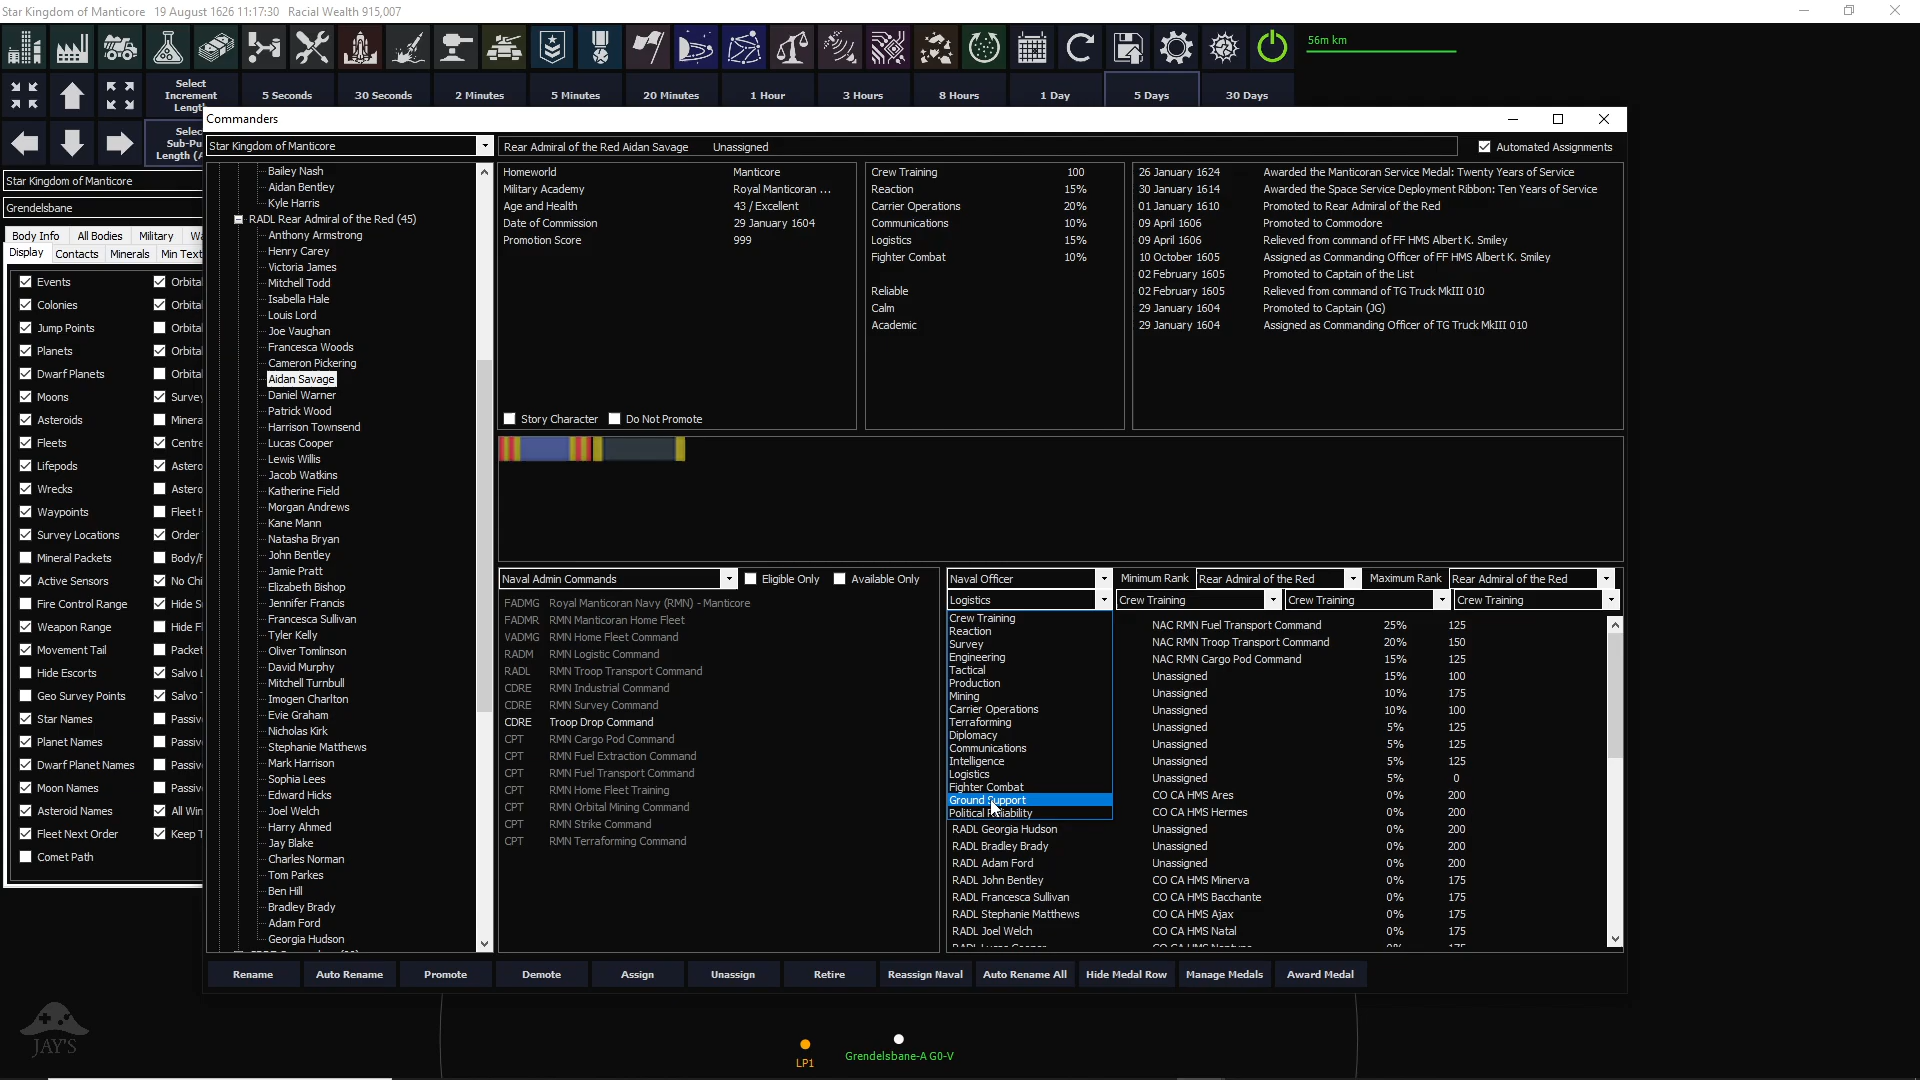 Star Kingdom of Manticore   19 August 1626 11:17:30   Racial Wealth 915,007
56m km
Select Increment Length
5 Seconds
30 Seconds
2 Minutes
5 Minutes
20 Minutes
1 Hour
3 Hours
8 Hours
1 Day
5 Days
30 Days
Commanders
Star Kingdom of Manticore
Rear Admiral of the Red Aidan Savage   Unassigned
Automated Assignments
Star Kingdom of Manticore
Grendelsbane
Body Info   All Bodies   Military
Display   Contacts   Minerals   Min Text
Events
Colonies
Jump Points
Planets
Dwarf Planets
Moons
Asteroids
Fleets
Lifepods
Wrecks
Waypoints
Survey Locations
Mineral Packets
Active Sensors
Fire Control Range
Weapon Range
Movement Tail
Hide Escorts
Geo Survey Points
Star Names
Planet Names
Dwarf Planet Names
Moon Names
Asteroid Names
Fleet Next Order
Comet Path
Bailey Nash
Aidan Bentley
Kyle Harris
RADL Rear Admiral of the Red (45)
Anthony Armstrong
Henry Carey
Victoria James
Mitchell Todd
Isabella Hale
Louis Lord
Joe Vaughan
Francesca Woods
Cameron Pickering
Aidan Savage
Daniel Warner
Patrick Wood
Harrison Townsend
Lucas Cooper
Lewis Willis
Jacob Watkins
Katherine Field
Morgan Andrews
Kane Mann
Natasha Bryan
John Bentley
Jamie Pratt
Elizabeth Bishop
Jennifer Francis
Francesca Sullivan
Tyler Kelly
Oliver Tomlinson
David Murphy
Mitchell Turnbull
Imogen Charlton
Evie Graham
Nicholas Kirk
Stephanie Matthews
Mark Harrison
Sophia Lees
Edward Hicks
Joel Welch
Harry Ahmed
Jay Blake
Charles Norman
Tom Parkes
Ben Hill
Bradley Brady
Adam Ford
Georgia Hudson
Homeworld   Manticore
Military Academy   Royal Manticoran ...
Age and Health   43 / Excellent
Date of Commission   29 January 1604
Promotion Score   999
Story Character   Do Not Promote
Crew Training   100
Reaction   15%
Carrier Operations   20%
Communications   10%
Logistics   15%
Fighter Combat   10%
Reliable
Calm
Academic
26 January 1624   Awarded the Manticoran Service Medal: Twenty Years of Service
30 January 1614   Awarded the Space Service Deployment Ribbon: Ten Years of Service
01 January 1610   Promoted to Rear Admiral of the Red
09 April 1606   Promoted to Commodore
09 April 1606   Relieved from command of FF HMS Albert K. Smiley
10 October 1605   Assigned as Commanding Officer of FF HMS Albert K. Smiley
02 February 1605   Promoted to Captain of the List
02 February 1605   Relieved from command of TG Truck MkIII 010
29 January 1604   Promoted to Captain (JG)
29 January 1604   Assigned as Commanding Officer of TG Truck MkIII 010
Naval Admin Commands   Eligible Only   Available Only
FADMG   Royal Manticoran Navy (RMN) - Manticore
FADMR   RMN Manticoran Home Fleet
VADMG   RMN Home Fleet Command
RADM   RMN Logistic Command
RADL   RMN Troop Transport Command
CDRE   RMN Industrial Command
CDRE   RMN Survey Command
CDRE   Troop Drop Command
CPT   RMN Cargo Pod Command
CPT   RMN Fuel Extraction Command
CPT   RMN Fuel Transport Command
CPT   RMN Home Fleet Training
CPT   RMN Orbital Mining Command
CPT   RMN Strike Command
CPT   RMN Terraforming Command
Naval Officer   Minimum Rank   Rear Admiral of the Red   Maximum Rank   Rear Admiral of the Red
Logistics   Crew Training   Crew Training   Crew Training
Crew Training
Reaction
Survey
Engineering
Tactical
Production
Mining
Carrier Operations
Terraforming
Diplomacy
Communications
Intelligence
Logistics
Fighter Combat
Ground Support
Political Reliability
NAC RMN Fuel Transport Command   25%   125
NAC RMN Troop Transport Command   20%   150
NAC RMN Cargo Pod Command   15%   125
Unassigned   15%   100
Unassigned   10%   175
Unassigned   10%   100
Unassigned   5%   125
Unassigned   5%   125
Unassigned   5%   125
Unassigned   5%   0
CO CA HMS Ares   0%   200
CO CA HMS Hermes   0%   200
RADL Georgia Hudson   Unassigned   0%   200
RADL Bradley Brady   Unassigned   0%   200
RADL Adam Ford   Unassigned   0%   200
RADL John Bentley   CO CA HMS Minerva   0%   175
RADL Francesca Sullivan   CO CA HMS Bacchante   0%   175
RADL Stephanie Matthews   CO CA HMS Ajax   0%   175
RADL Joel Welch   CO CA HMS Natal   0%   175
Rename
Auto Rename
Promote
Demote
Assign
Unassign
Retire
Reassign Naval
Auto Rename All
Hide Medal Row
Manage Medals
Award Medal
JAY'S
LP1
Grendelsbane-A G0-V